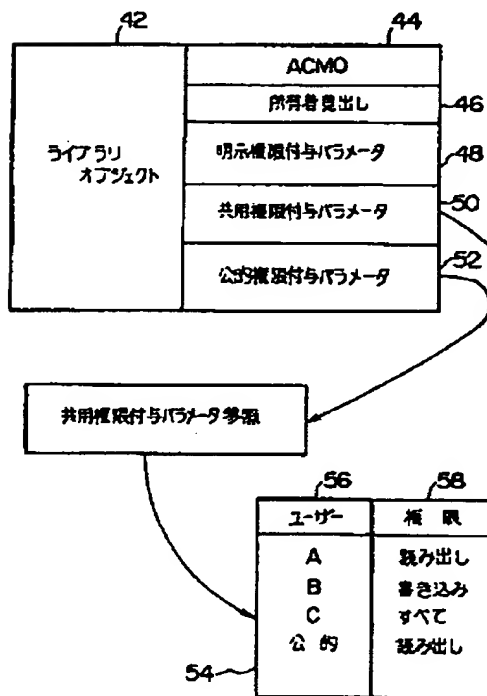 42
44
ライブラリ
オブジェクト
ACMO
所有者見出し
46
明示権限付与パラメータ
48
共用権限付与パラメータ
50
公的権限付与パラメータ
52
共用権限付与パラメータ参照
56
58
ユーザー 権限
A 読み出し
B 書き込み
C すべて
公的 読み出し
54